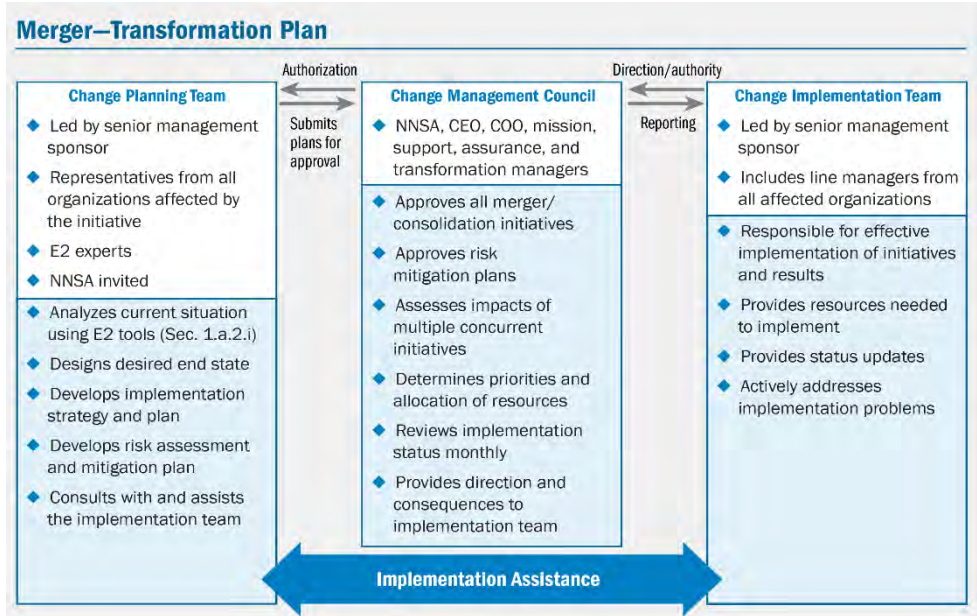 Merger—Transformation Plan
Authorization
Direction/authority
Change Planning Team
◆ Led by senior management
sponsor
◆ Representatives from all
organizations affected by
the initiative
◆ E2 experts
◆ NNSA invited
◆ Analyzes current situation
using E2 tools (Sec. 1.a.2.i)
◆ Designs desired end state
◆ Develops implementation
strategy and plan
◆ Develops risk assessment
and mitigation plan
◆ Consults with and assists
the implementation team
Submits
plans for
approval
Change Management Council
◆ NNSA, CEO, COO, mission,
support, assurance, and
transformation managers
◆ Approves all merger/
consolidation initiatives
◆ Approves risk
mitigation plans
◆ Assesses impacts of
multiple concurrent
initiatives
◆ Determines priorities and
allocation of resources
◆ Reviews implementation
status monthly
◆ Provides direction and
consequences to
implementation team
Reporting
Change Implementation Team
◆ Led by senior management
sponsor
◆ Includes line managers from
all affected organizations
◆ Responsible for effective
implementation of initiatives
and results
◆ Provides resources needed
to implement
◆ Provides status updates
◆ Actively addresses
implementation problems
Implementation Assistance